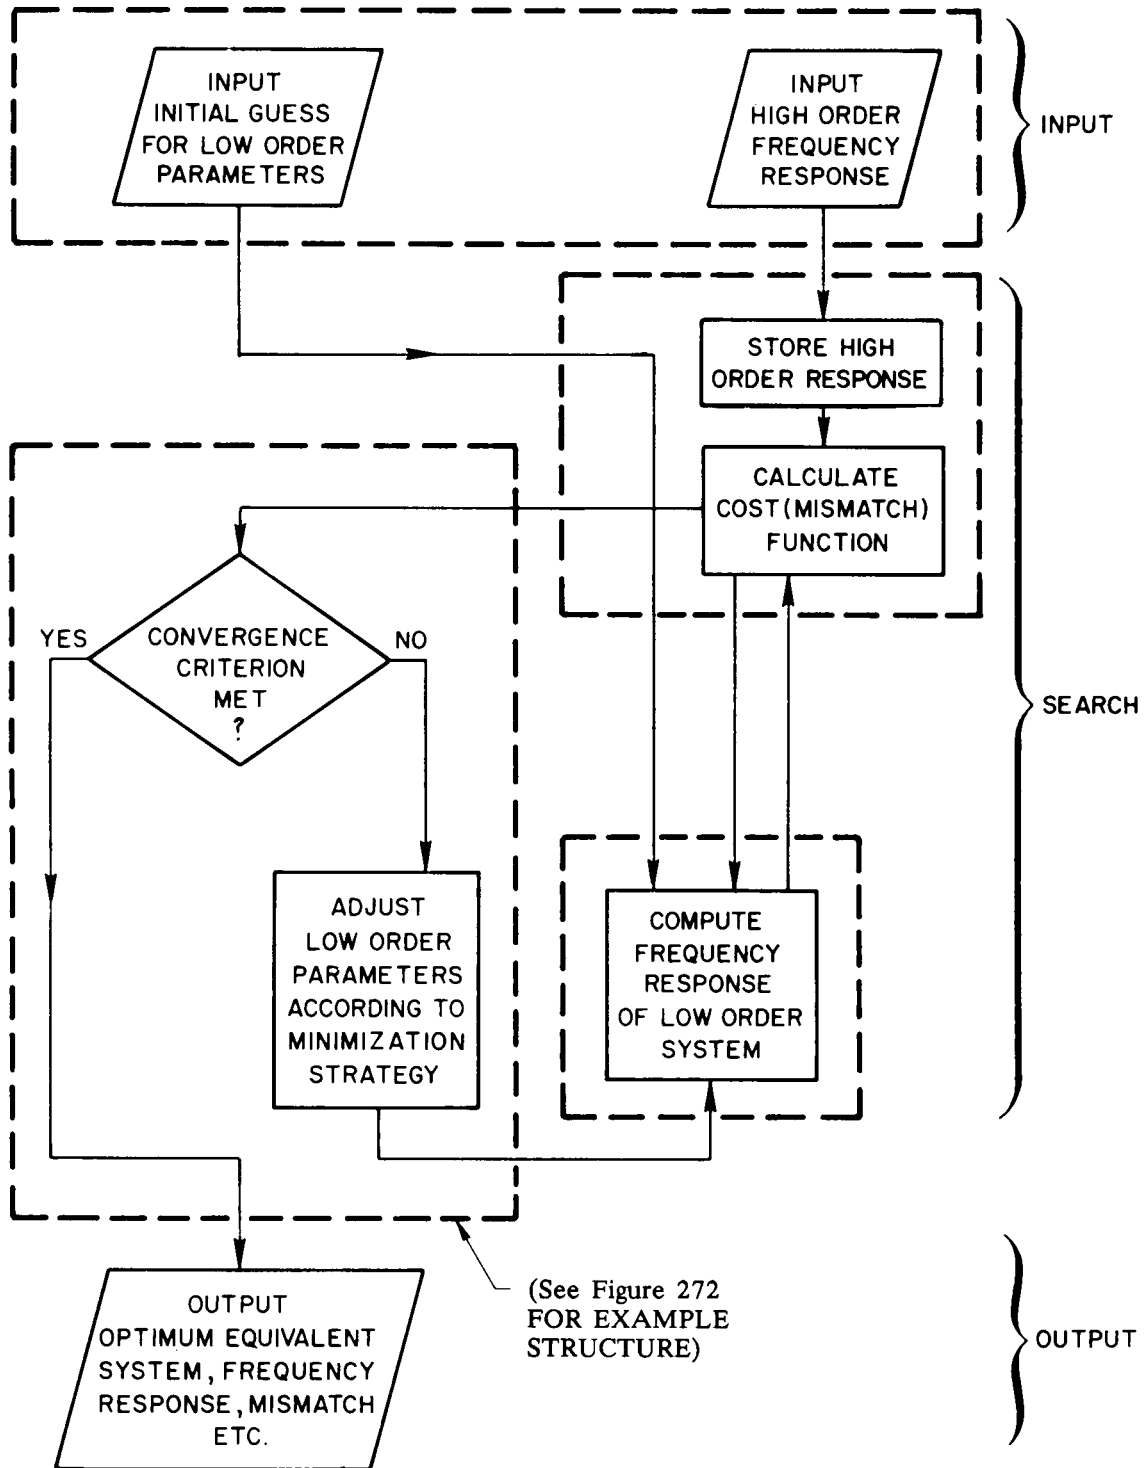 INPUT
INITIAL GUESS
FOR LOW ORDER
PARAMETERS
INPUT
HIGH ORDER
FREQUENCY
RESPONSE
INPUT
STORE HIGH
ORDER RESPONSE
CALCULATE
COST (MISMATCH)
FUNCTION
YES
CONVERGENCE
CRITERION
MET
?
NO
SEARCH
ADJUST
LOW ORDER
PARAMETERS
ACCORDING TO
MINIMIZATION
STRATEGY
COMPUTE
FREQUENCY
RESPONSE
OF LOW ORDER
SYSTEM
OUTPUT
OPTIMUM EQUIVALENT
SYSTEM, FREQUENCY
RESPONSE, MISMATCH
ETC.
(See Figure 272
FOR EXAMPLE
STRUCTURE)
OUTPUT